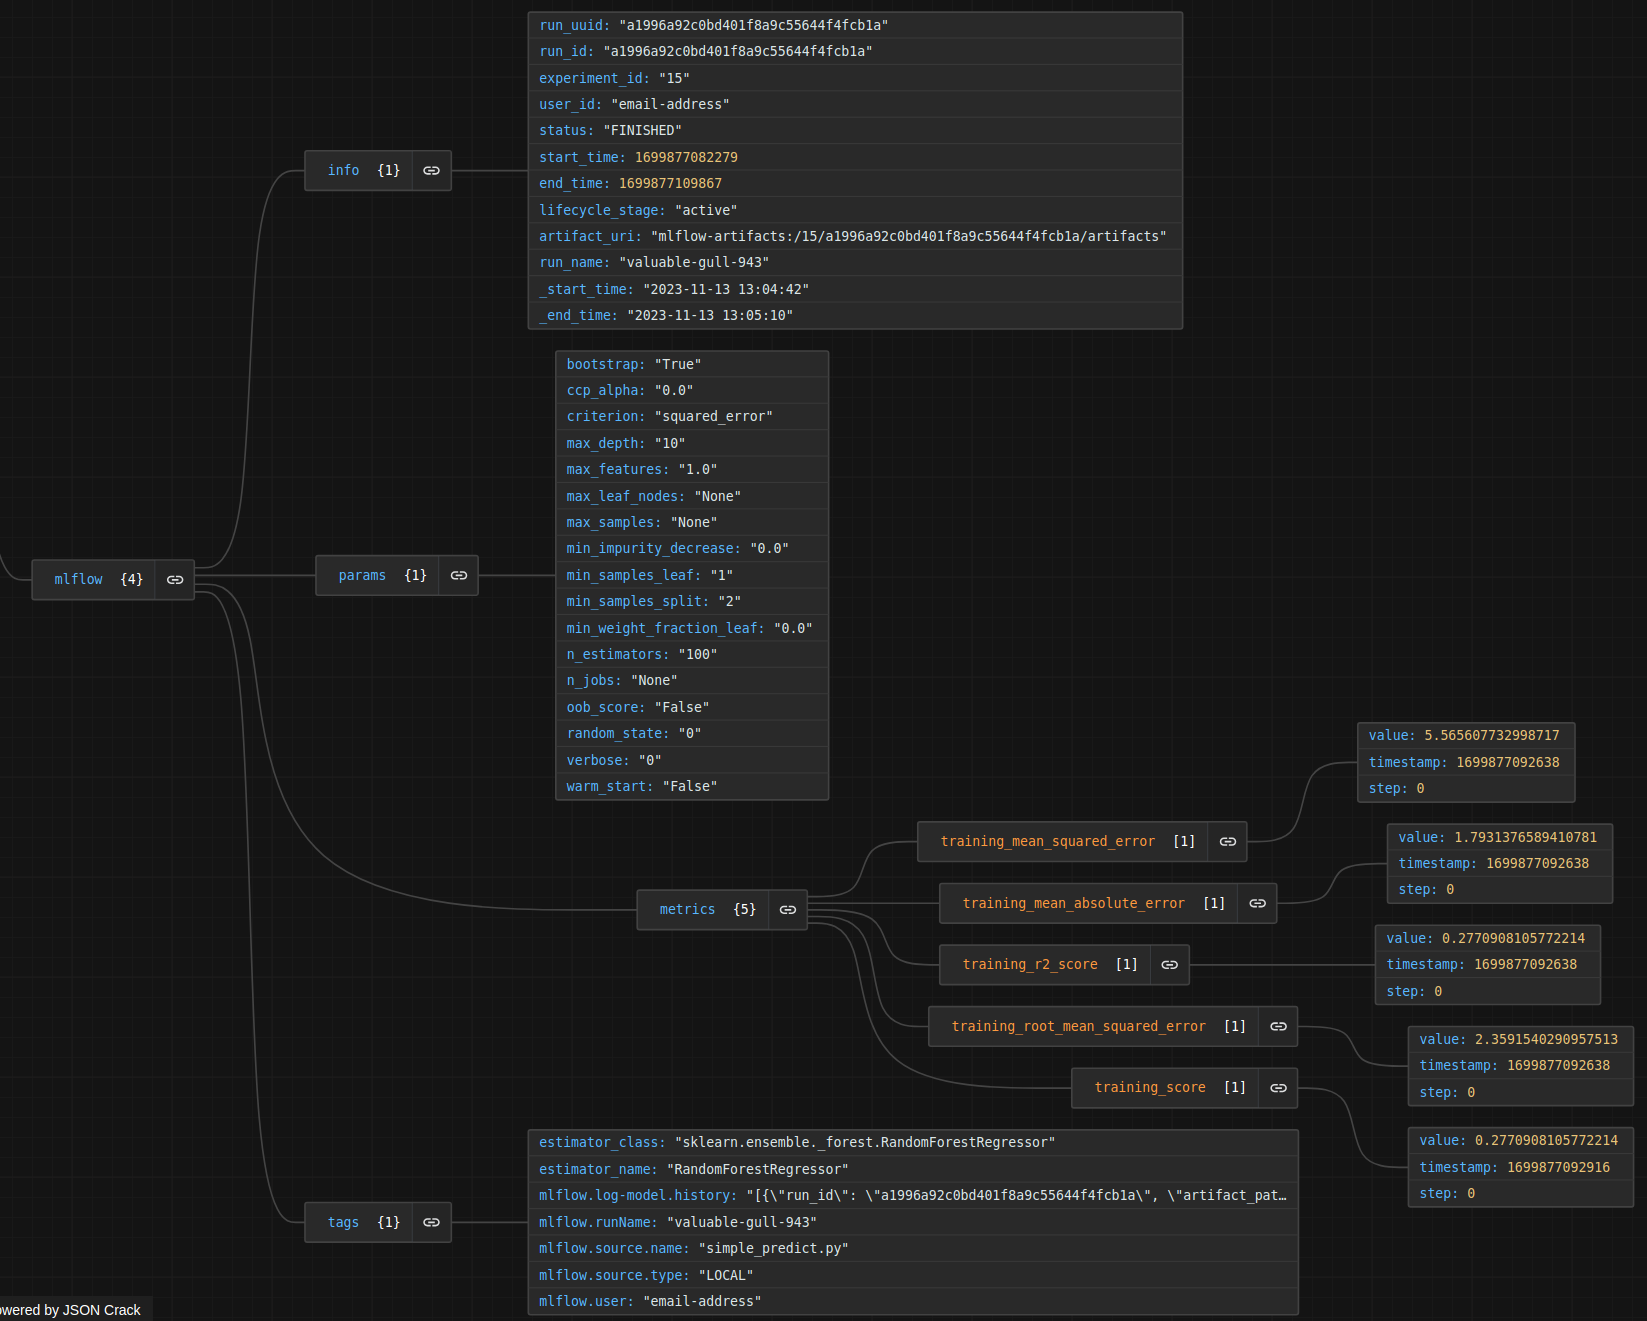 run_uuid: "a1996a92c0bd401f8a9c55644f4fcb1a"
run_id: "a1996a92c0bd401f8a9c55644f4fcb1a"
experiment_id: "15"
user_id: "email-address"
status: "FINISHED"
start_time: 1699877082279
end_time: 1699877109867
lifecycle_stage: "active"
artifact_uri: "mlflow-artifacts:/15/a1996a92c0bd401f8a9c55644f4fcb1a/artifacts"
run_name: "valuable-gull-943"
_start_time: "2023-11-13 13:04:42"
_end_time: "2023-11-13 13:05:10"
info {1}
bootstrap: "True"
ccp_alpha: "0.0"
criterion: "squared_error"
max_depth: "10"
max_features: "1.0"
max_leaf_nodes: "None"
max_samples: "None"
min_impurity_decrease: "0.0"
min_samples_leaf: "1"
min_samples_split: "2"
min_weight_fraction_leaf: "0.0"
n_estimators: "100"
n_jobs: "None"
oob_score: "False"
random_state: "0"
verbose: "0"
warm_start: "False"
mlflow {4}
params {1}
metrics {5}
training_mean_squared_error [1]
value: 5.565607732998717
timestamp: 1699877092638
step: 0
training_mean_absolute_error [1]
value: 1.7931376589410781
timestamp: 1699877092638
step: 0
training_r2_score [1]
value: 0.2770908105772214
timestamp: 1699877092638
step: 0
training_root_mean_squared_error [1]
value: 2.3591540290957513
timestamp: 1699877092638
step: 0
training_score [1]
value: 0.2770908105772214
timestamp: 1699877092916
step: 0
tags {1}
estimator_class: "sklearn.ensemble._forest.RandomForestRegressor"
estimator_name: "RandomForestRegressor"
mlflow.log-model.history: "[{\"run_id\": \"a1996a92c0bd401f8a9c55644f4fcb1a\", \"artifact_pat…
mlflow.runName: "valuable-gull-943"
mlflow.source.name: "simple_predict.py"
mlflow.source.type: "LOCAL"
mlflow.user: "email-address"
owered by JSON Crack